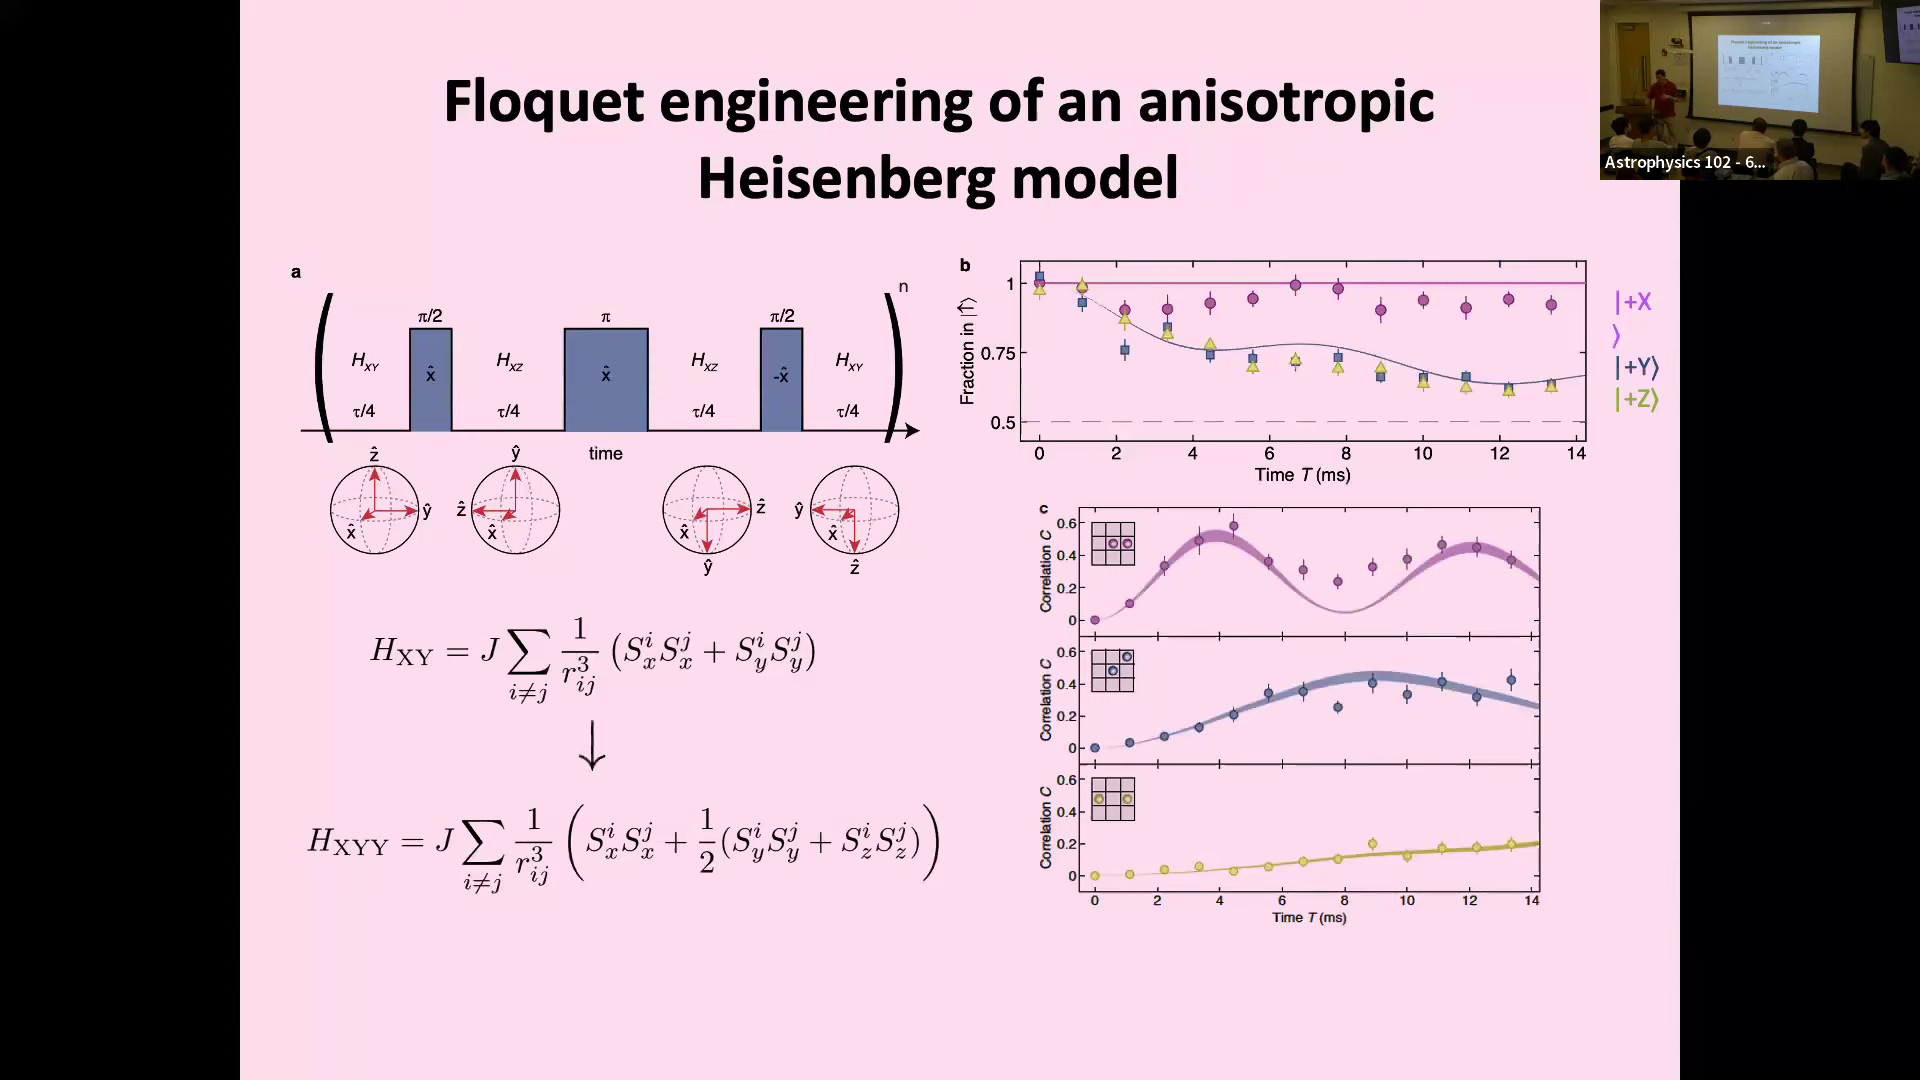 Floquet engineering of an anisotropic
Heisenberg model
Astrophysics 102 - 6...
a
n
π/2
π
π/2
H_XY
x̂
H_XZ
x̂
H_XZ
-x̂
H_XY
τ/4
τ/4
τ/4
τ/4
time
ẑ
ŷ
x̂
ŷ
ẑ
x̂
ẑ
x̂
ŷ
ŷ
x̂
ẑ
H_XY = J ∑_{i≠j} 1/r_{ij}^3 (S_x^i S_x^j + S_y^i S_y^j)
↓
H_XYY = J ∑_{i≠j} 1/r_{ij}^3 (S_x^i S_x^j + 1/2 (S_y^i S_y^j + S_z^i S_z^j))
b
Fraction in |↑⟩
1
0.75
0.5
0 2 4 6 8 10 12 14
Time T (ms)
|+X
⟩
|+Y⟩
|+Z⟩
c
Correlation C
0.6
0.4
0.2
0
Correlation C
0.6
0.4
0.2
0
Correlation C
0.6
0.4
0.2
0
0 2 4 6 8 10 12 14
Time T (ms)